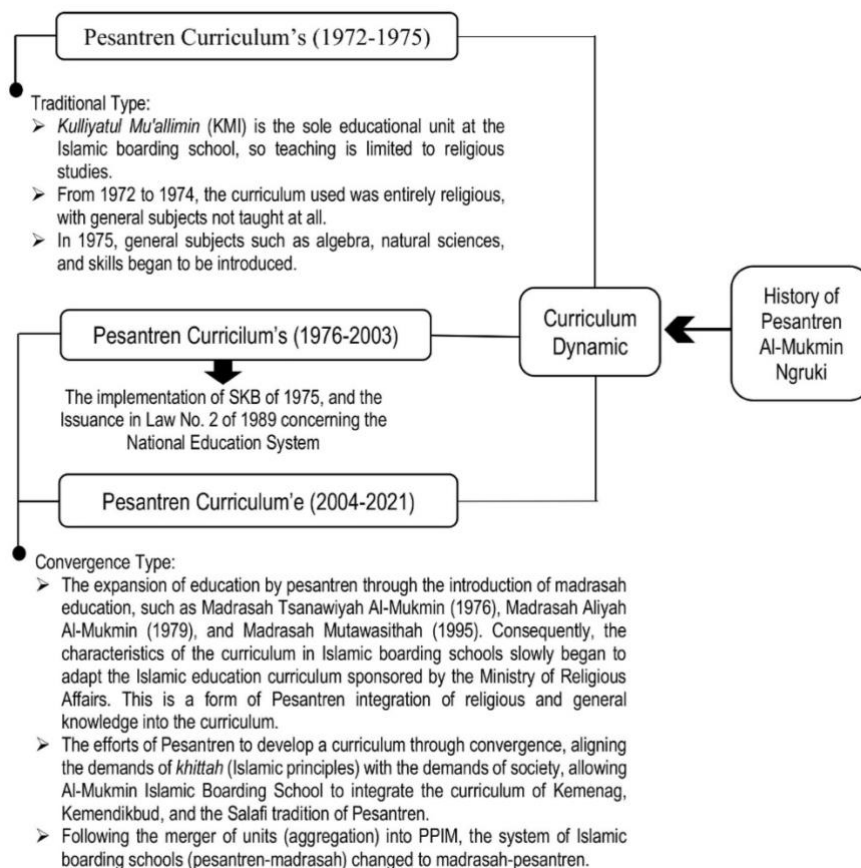 Pesantren Curriculum's (1972-1975)
Traditional Type:
➢ Kulliyatul Mu'allimin (KMI) is the sole educational unit at the
Islamic boarding school, so teaching is limited to religious
studies.
➢ From 1972 to 1974, the curriculum used was entirely religious,
with general subjects not taught at all.
➢ In 1975, general subjects such as algebra, natural sciences,
and skills began to be introduced.
Pesantren Curricilum's (1976-2003)
The implementation of SKB of 1975, and the
Issuance in Law No. 2 of 1989 concerning the
National Education System
Curriculum
Dynamic
History of
Pesantren
Al-Mukmin
Ngruki
Pesantren Curriculum'e (2004-2021)
Convergence Type:
➢ The expansion of education by pesantren through the introduction of madrasah
education, such as Madrasah Tsanawiyah Al-Mukmin (1976), Madrasah Aliyah
Al-Mukmin (1979), and Madrasah Mutawasithah (1995). Consequently, the
characteristics of the curriculum in Islamic boarding schools slowly began to
adapt the Islamic education curriculum sponsored by the Ministry of Religious
Affairs. This is a form of Pesantren integration of religious and general
knowledge into the curriculum.
➢ The efforts of Pesantren to develop a curriculum through convergence, aligning
the demands of khittah (Islamic principles) with the demands of society, allowing
Al-Mukmin Islamic Boarding School to integrate the curriculum of Kemenag,
Kemendikbud, and the Salafi tradition of Pesantren.
➢ Following the merger of units (aggregation) into PPIM, the system of Islamic
boarding schools (pesantren-madrasah) changed to madrasah-pesantren.